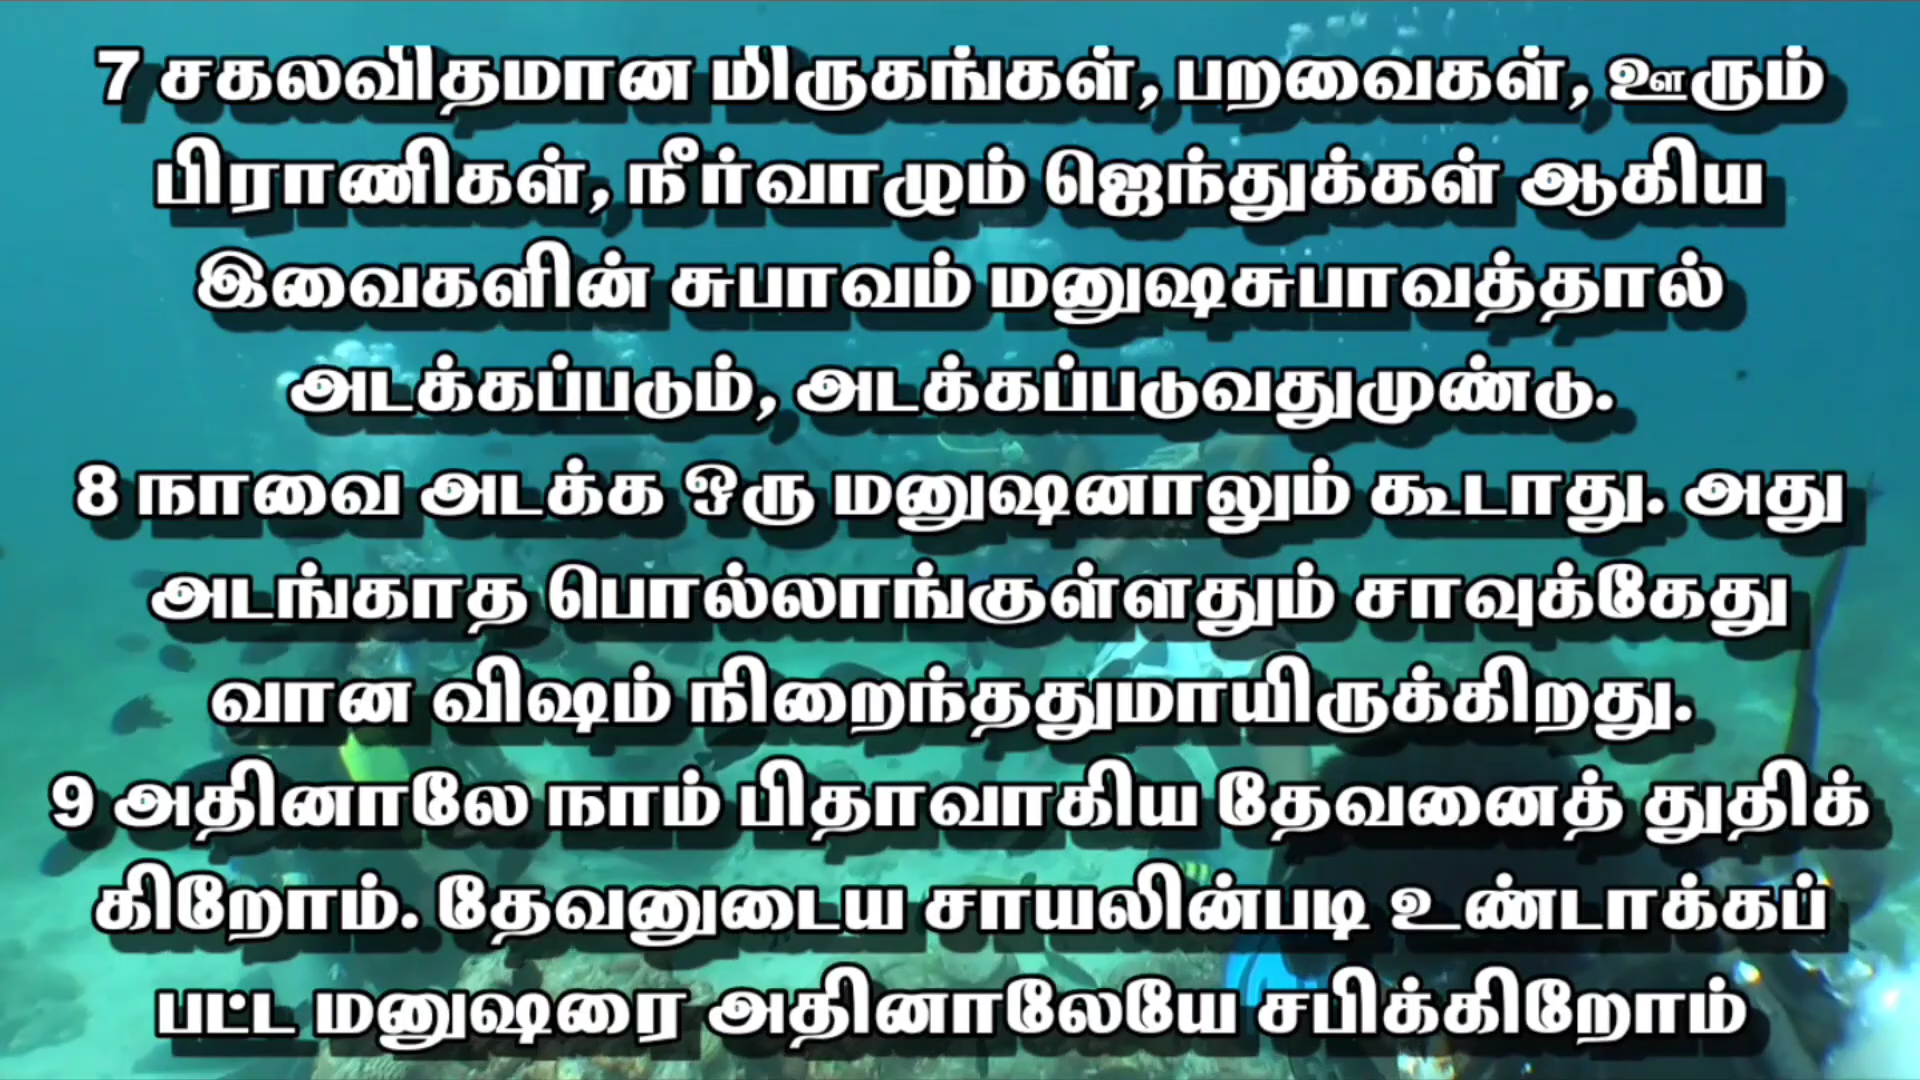 7 சகலவிதமான மிருகங்கள், பறவைகள், ஊரும்
பிராணிகள், நீர்வாழும் ஜெந்துக்கள் ஆகிய
இவைகளின் சுபாவம் மனுஷசுபாவத்தால்
அடக்கப்படும், அடக்கப்படுவதுமுண்டு.
8 நாவை அடக்க ஒரு மனுஷனாலும் கூடாது. அது
அடங்காத பொல்லாங்குள்ளதும் சாவுக்கேது
வான விஷம் நிறைந்ததுமாயிருக்கிறது.
9 அதினாலே நாம் பிதாவாகிய தேவனைத் துதிக்
கிறோம். தேவனுடைய சாயலின்படி உண்டாக்கப்
பட்ட மனுஷரை அதினாலேயே சபிக்கிறோம்